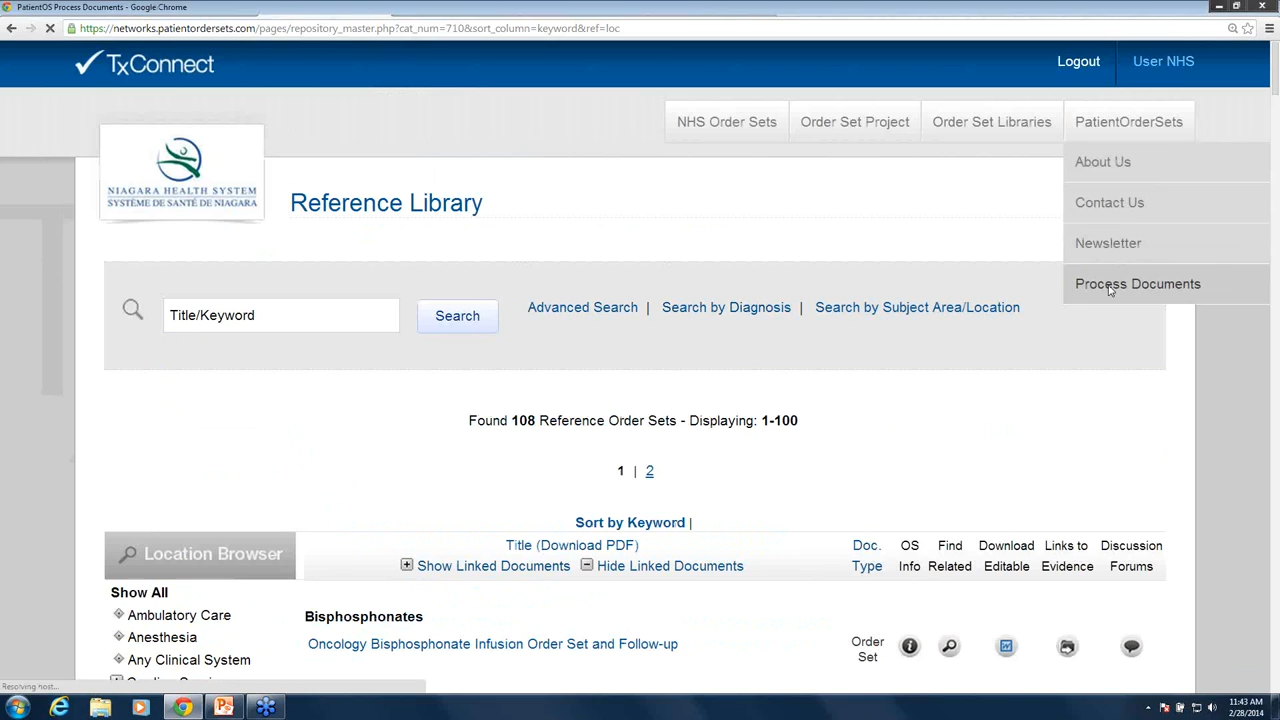 PatientOS Process Documents - Google Chrome
https://networks.patientordersets.com/pages/repository_master.php?cat_num=710&sort_column=keyword&ref=loc
TxConnect
Logout
User NHS
NHS Order Sets
Order Set Project
Order Set Libraries
PatientOrderSets
About Us
Contact Us
Newsletter
Process Documents
NIAGARA HEALTH SYSTEM
SYSTÈME DE SANTÉ DE NIAGARA
Reference Library
Title/Keyword
Search
Advanced Search | Search by Diagnosis | Search by Subject Area/Location
Found 108 Reference Order Sets - Displaying: 1-100
1 | 2
Sort by Keyword |
Location Browser
Title (Download PDF)
Show Linked Documents Hide Linked Documents
Doc. Type
OS Info
Find Related
Download Editable
Links to Evidence
Discussion Forums
Show All
Ambulatory Care
Anesthesia
Any Clinical System
Bisphosphonates
Oncology Bisphosphonate Infusion Order Set and Follow-up
Order Set
Resolving host...
11:43 AM
2/28/2014